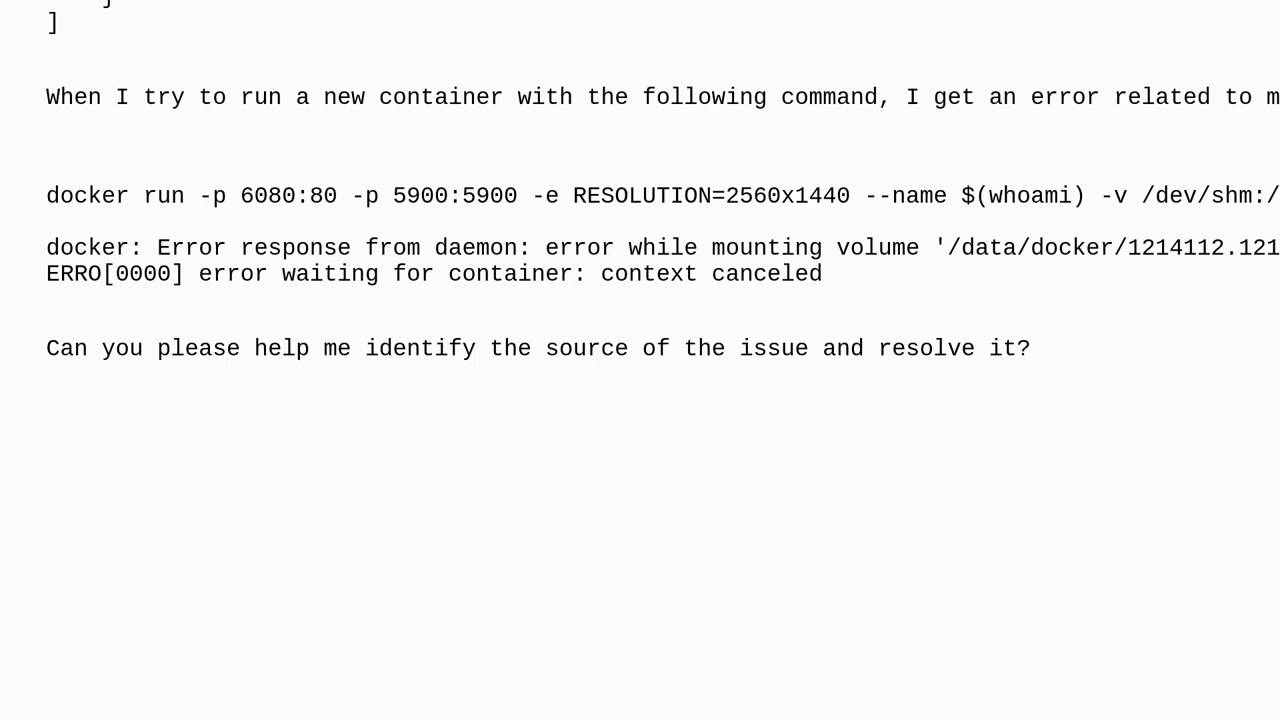 ]
When I try to run a new container with the following command, I get an error related to m
docker run -p 6080:80 -p 5900:5900 -e RESOLUTION=2560x1440 --name $(whoami) -v /dev/shm:/
docker: Error response from daemon: error while mounting volume '/data/docker/1214112.121
ERRO[0000] error waiting for container: context canceled
Can you please help me identify the source of the issue and resolve it?